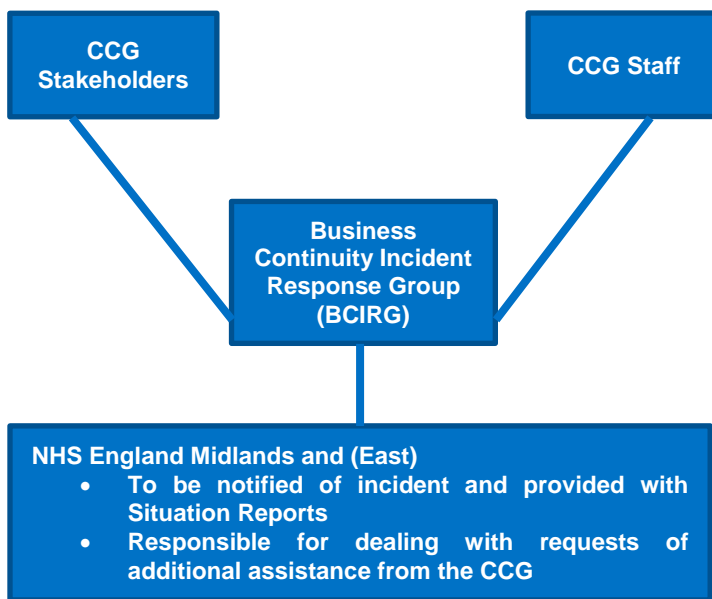 CCG
Stakeholders
CCG Staff
Business
Continuity Incident
Response Group
(BCIRG)
NHS England Midlands and (East)
• To be notified of incident and provided with
Situation Reports
• Responsible for dealing with requests of
additional assistance from the CCG